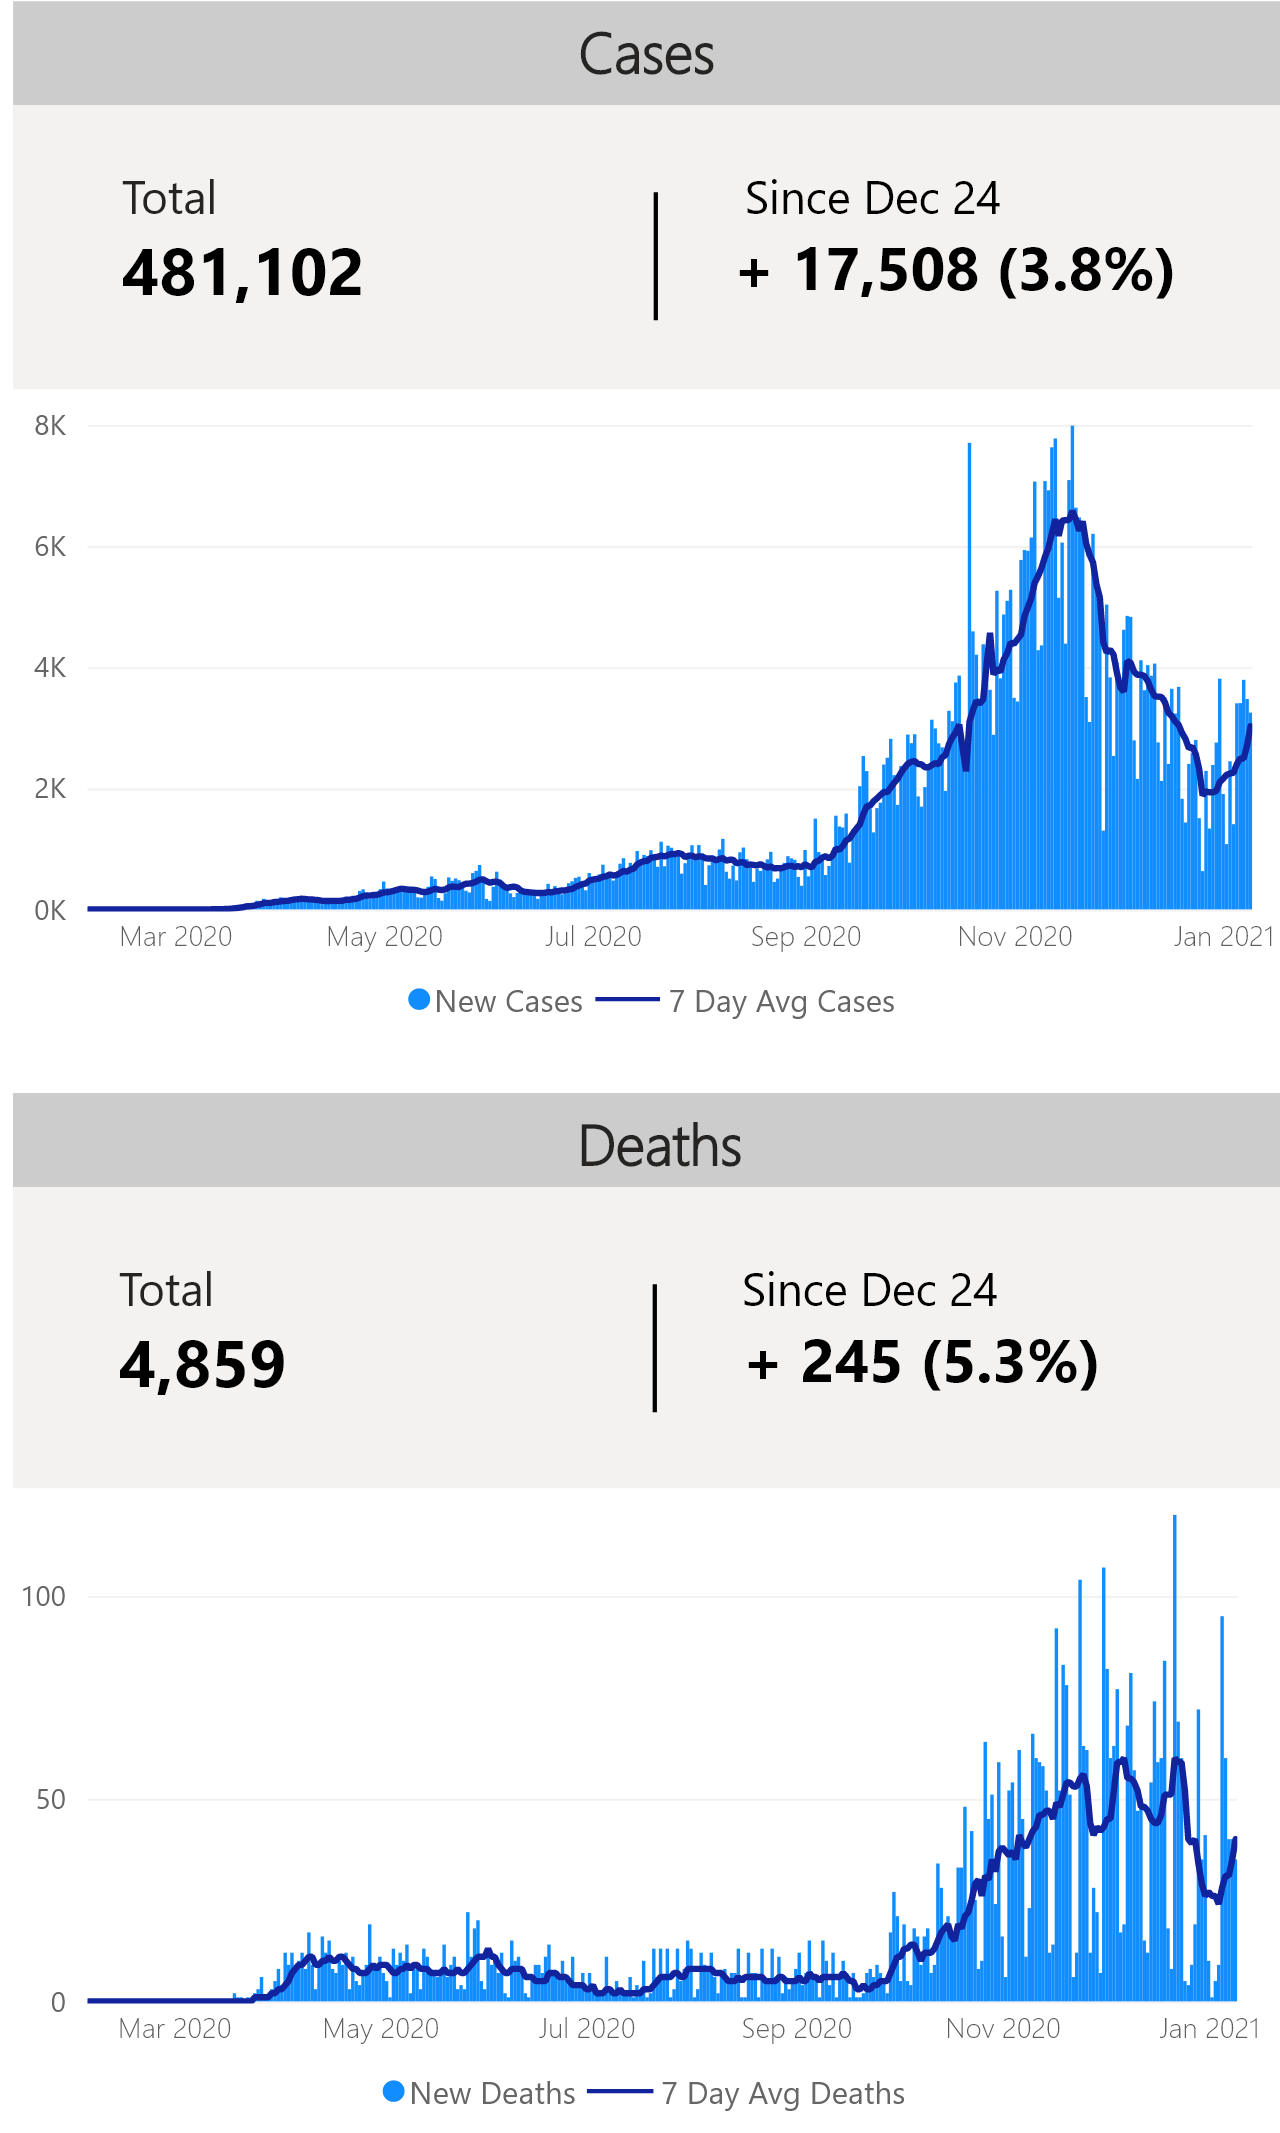 Cases
Total
Since Dec 24
481,102
+ 17,508 (3.8%)
8K
6K
4K
2K
0K
Mar 2020 May 2020 Jul 2020 Sep 2020 Nov 2020 Jan 2021
New Cases 7 Day Avg Cases
Deaths
Total
Since Dec 24
4,859
+ 245 (5.3%)
100
50
0
Mar 2020 May 2020 Jul 2020 Sep 2020 Nov 2020 Jan 2021
New Deaths 7 Day Avg Deaths